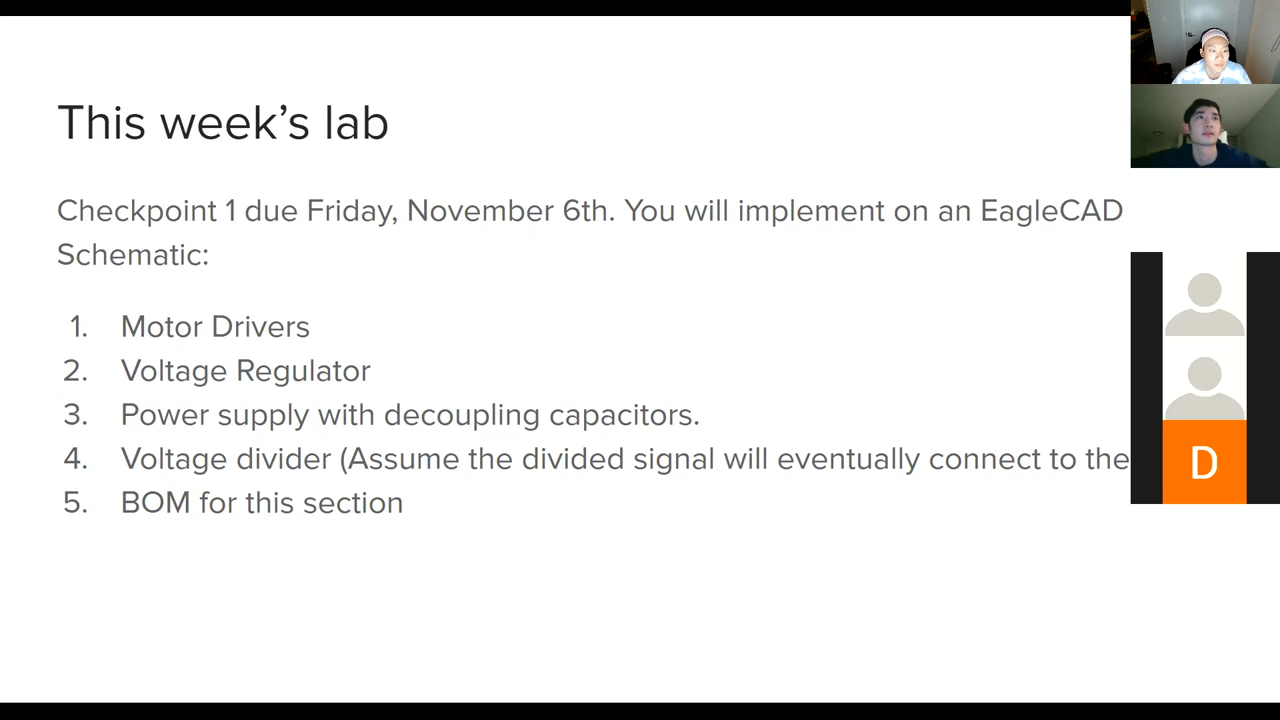 This week’s lab
Checkpoint 1 due Friday, November 6th. You will implement on an EagleCAD
Schematic:
1. Motor Drivers
2. Voltage Regulator
3. Power supply with decoupling capacitors.
4. Voltage divider (Assume the divided signal will eventually connect to the
5. BOM for this section
D